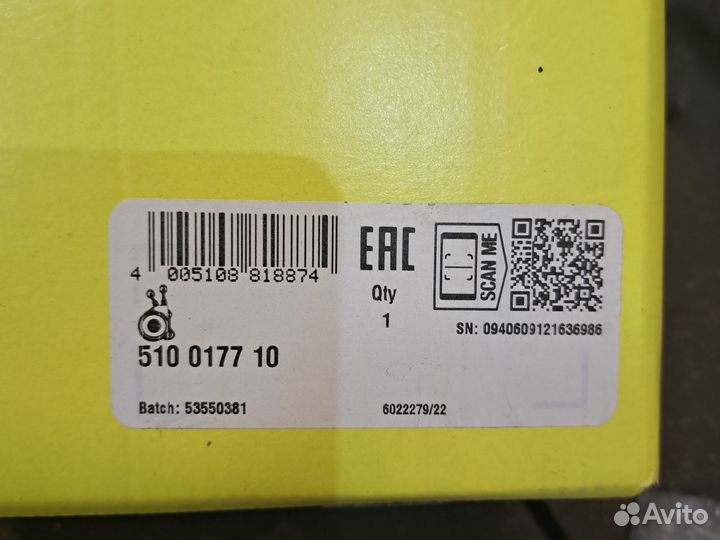 4 005108 818874
EAC
Qty
1
SCAN ME
SN: 0940609121636986
510 0177 10
Batch: 53550381
6022279/22
Avito